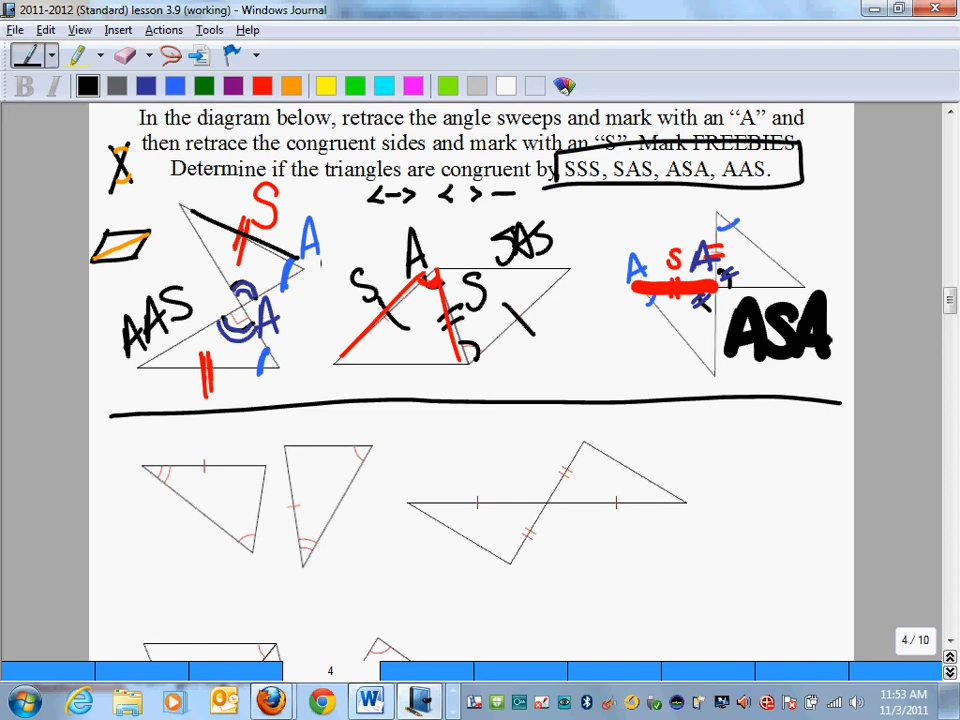 2011-2012 (Standard) lesson 3.9 (working) - Windows Journal
File Edit View Insert Actions Tools Help
B I
In the diagram below, retrace the angle sweeps and mark with an “A” and
then retrace the congruent sides and mark with an “S”. Mark FREEBIES.
Determine if the triangles are congruent by SSS, SAS, ASA, AAS.
S
A
A
AAS
A
S
S
SAS
A
S
A
ASA
4 / 10
4
W
11:53 AM
11/3/2011